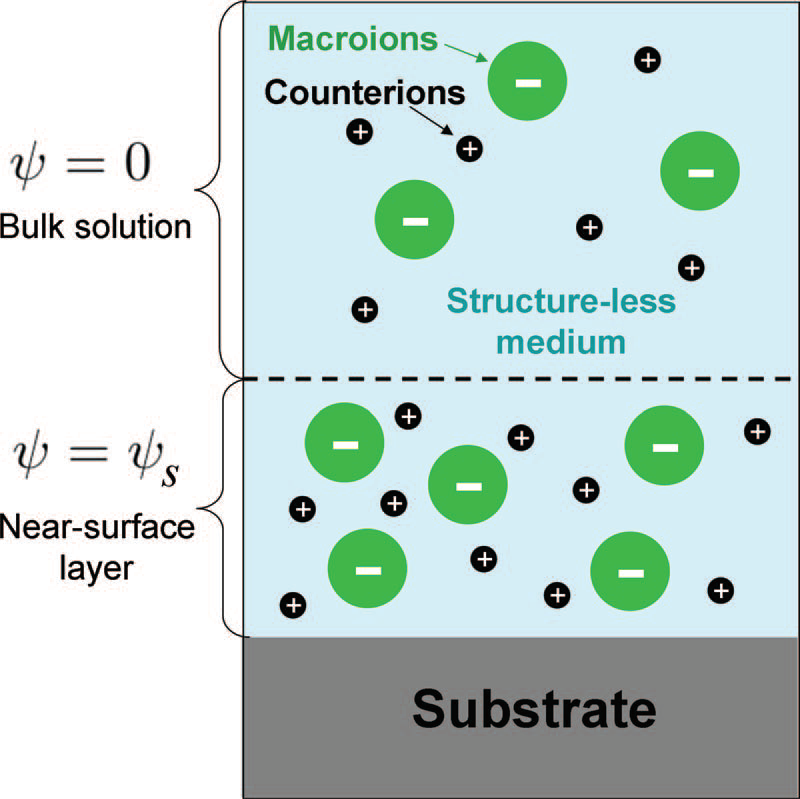 Macroions
Counterions
ψ = 0
Bulk solution
Structure-less
medium
ψ = ψs
Near-surface
layer
Substrate